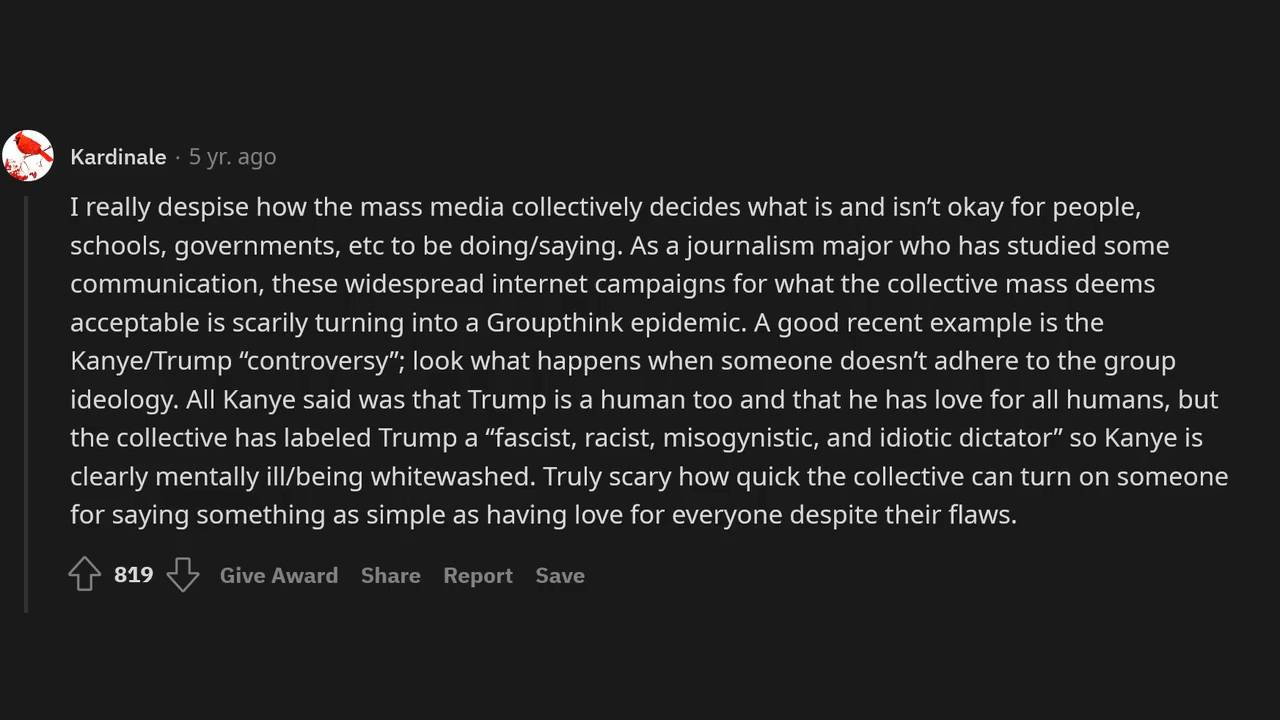 Kardinale · 5 yr. ago
I really despise how the mass media collectively decides what is and isn’t okay for people,
schools, governments, etc to be doing/saying. As a journalism major who has studied some
communication, these widespread internet campaigns for what the collective mass deems
acceptable is scarily turning into a Groupthink epidemic. A good recent example is the
Kanye/Trump “controversy”; look what happens when someone doesn’t adhere to the group
ideology. All Kanye said was that Trump is a human too and that he has love for all humans, but
the collective has labeled Trump a “fascist, racist, misogynistic, and idiotic dictator” so Kanye is
clearly mentally ill/being whitewashed. Truly scary how quick the collective can turn on someone
for saying something as simple as having love for everyone despite their flaws.
819 Give Award Share Report Save